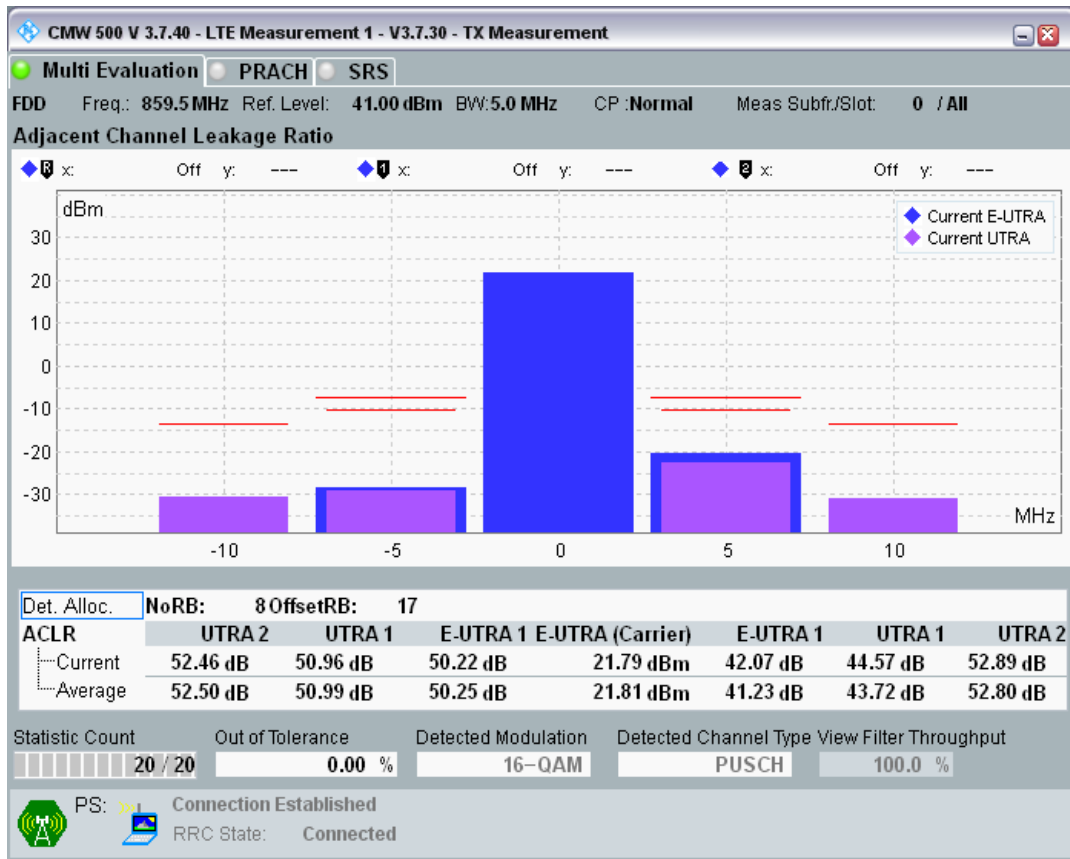 CMW 500 V 3.7.40 - LTE Measurement 1 - V3.7.30 - TX Measurement
Multi Evaluation PRACH SRS
FDD Freq.: 859.5 MHz Ref. Level: 41.00 dBm BW:5.0 MHz CP :Normal Meas Subfr./Slot: 0 / All
Adjacent Channel Leakage Ratio
R x: Off y: --- 1 x: Off y: --- 2 x: Off y: ---
dBm
Current E-UTRA
Current UTRA
30
20
10
0
-10
-20
-30
MHz
-10 -5 0 5 10
Det. Alloc. NoRB: 8 OffsetRB: 17
ACLR UTRA 2 UTRA 1 E-UTRA 1 E-UTRA (Carrier) E-UTRA 1 UTRA 1 UTRA 2
Current 52.46 dB 50.96 dB 50.22 dB 21.79 dBm 42.07 dB 44.57 dB 52.89 dB
Average 52.50 dB 50.99 dB 50.25 dB 21.81 dBm 41.23 dB 43.72 dB 52.80 dB
Statistic Count Out of Tolerance Detected Modulation Detected Channel Type View Filter Throughput
20 / 20 0.00 % 16-QAM PUSCH 100.0 %
PS: Connection Established
RRC State: Connected